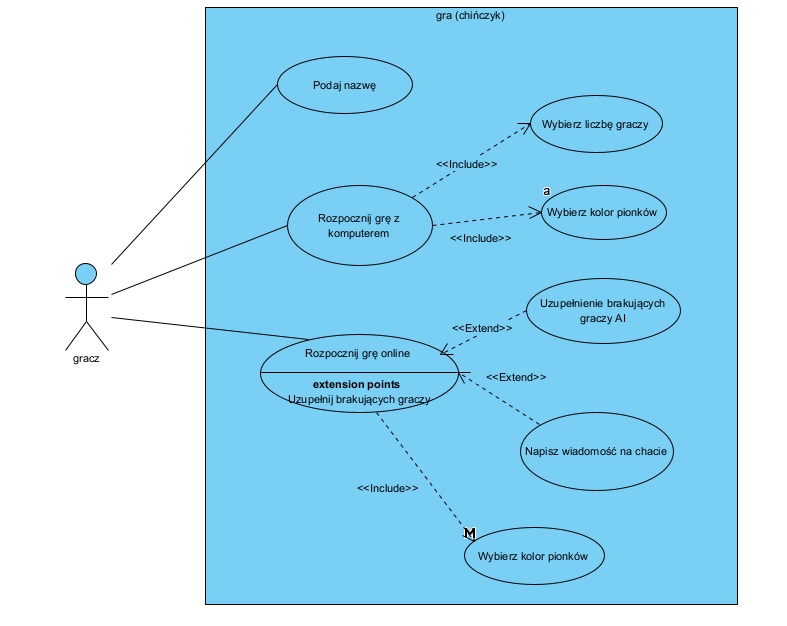 gra (chińczyk)
Podaj nazwę
Wybierz liczbę graczy
<<Include>>
a
Rozpocznij grę z
komputerem
Wybierz kolor pionków
<<Include>>
Uzupełnienie brakujących
graczy AI
<<Extend>>
gracz
Rozpocznij grę online
<<Extend>>
extension points
Uzupełnij brakujących graczy
Napisz wiadomość na chacie
<<Include>>
M
Wybierz kolor pionków